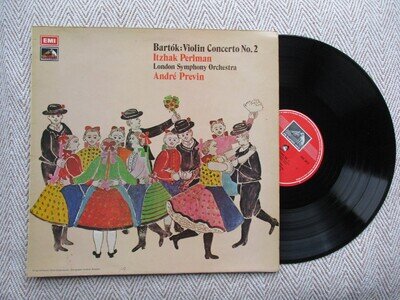 EMI
Bartók: Violin Concerto No. 2
Itzhak Perlman
London Symphony Orchestra
André Previn